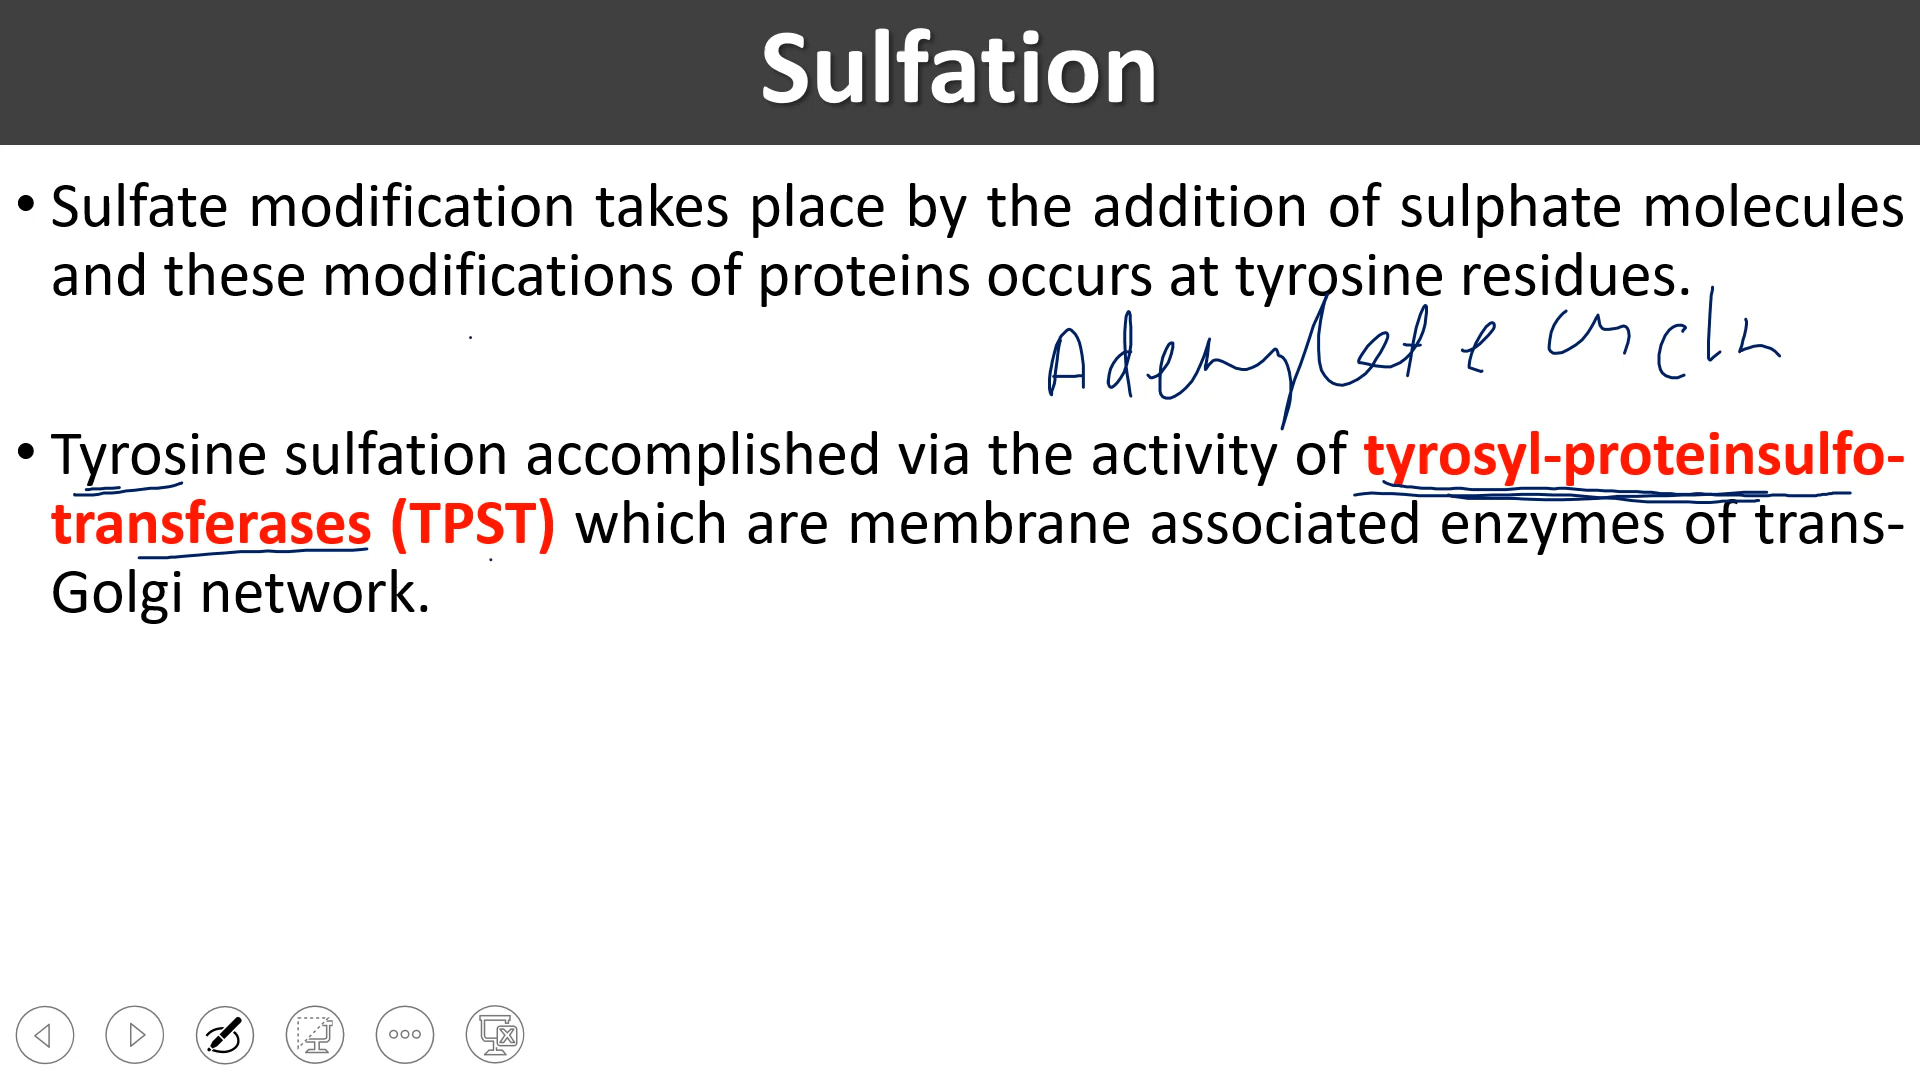 Sulfation
• Sulfate modification takes place by the addition of sulphate molecules
and these modifications of proteins occurs at tyrosine residues.
Adenylate
• Tyrosine sulfation accomplished via the activity of tyrosyl-proteinsulfo-
transferases (TPST) which are membrane associated enzymes of trans-
Golgi network.